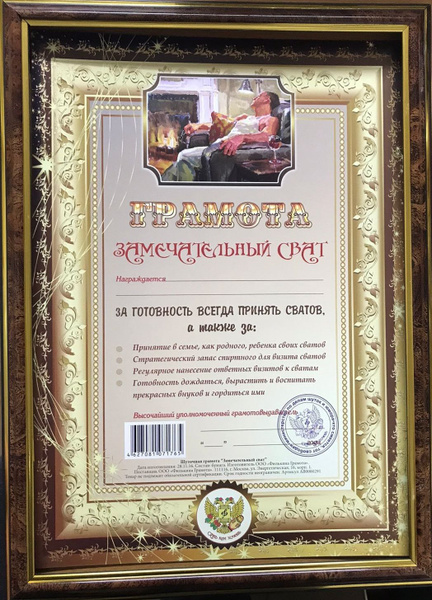 ГРАМОТА
ЗАМЕЧАТЕЛЬНЫЙ СВАТ
Награждается
ЗА ГОТОВНОСТЬ ВСЕГДА ПРИНЯТЬ СВАТОВ,
а также за:
Принятие в семье, как родного, ребенка своих сватов
Стратегический запас спиртного для визита сватов
Регулярное нанесение ответных визитов к сватам
Готовность дождаться, вырастить и воспитать
прекрасных внуков и гордиться ими
Высочайший уполномоченный грамотовыдаватель
4627081071765
Шуточная грамота "Замечательный сват"